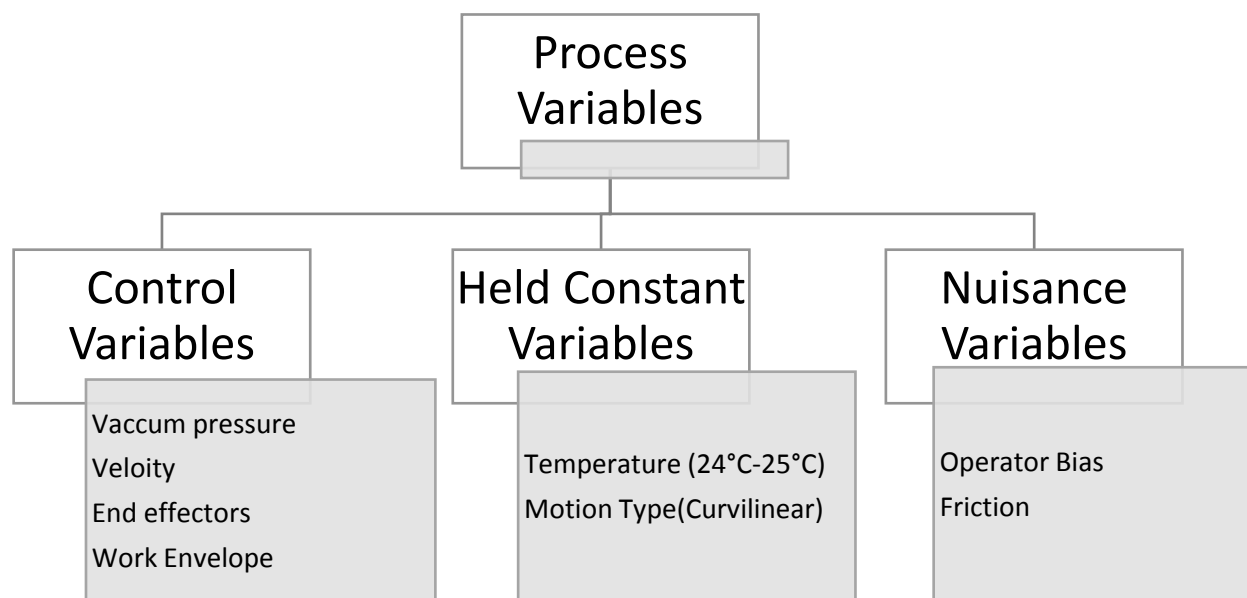 Process
Variables
Control
Variables
Vaccum pressure
Veloity
End effectors
Work Envelope
Held Constant
Variables
Temperature (24°C-25°C)
Motion Type(Curvilinear)
Nuisance
Variables
Operator Bias
Friction